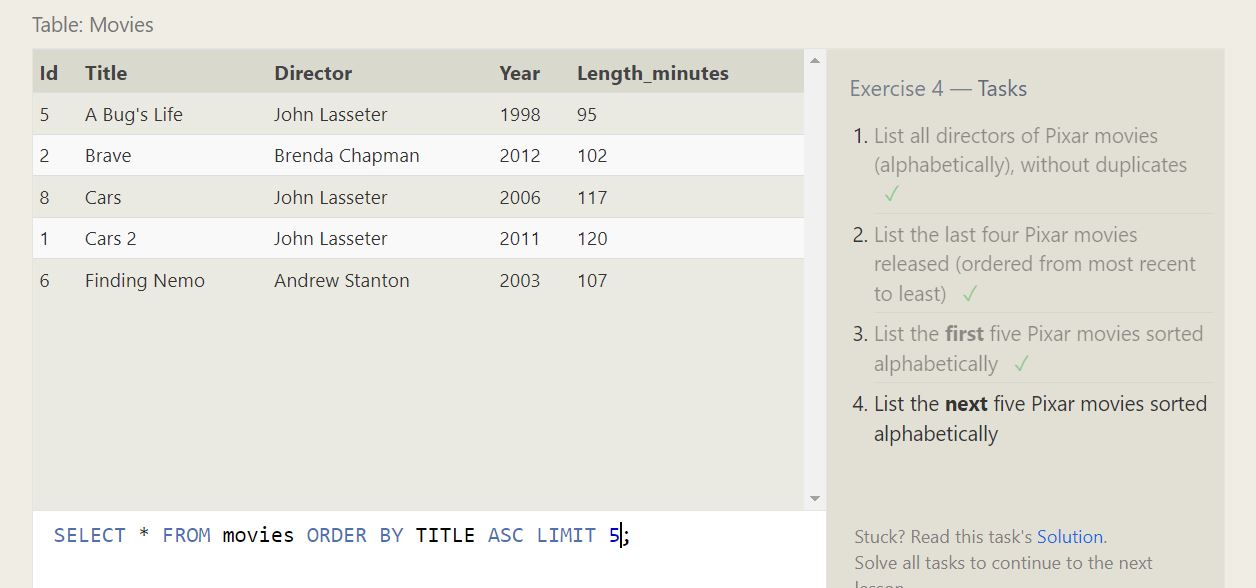 Table: Movies
Id Title Director Year Length_minutes
5 A Bug's Life John Lasseter 1998 95
2 Brave Brenda Chapman 2012 102
8 Cars John Lasseter 2006 117
1 Cars 2 John Lasseter 2011 120
6 Finding Nemo Andrew Stanton 2003 107
SELECT * FROM movies ORDER BY TITLE ASC LIMIT 5;
Exercise 4 — Tasks
1. List all directors of Pixar movies
(alphabetically), without duplicates
✓
2. List the last four Pixar movies
released (ordered from most recent
to least) ✓
3. List the first five Pixar movies sorted
alphabetically ✓
4. List the next five Pixar movies sorted
alphabetically
Stuck? Read this task's Solution.
Solve all tasks to continue to the next
lesson.